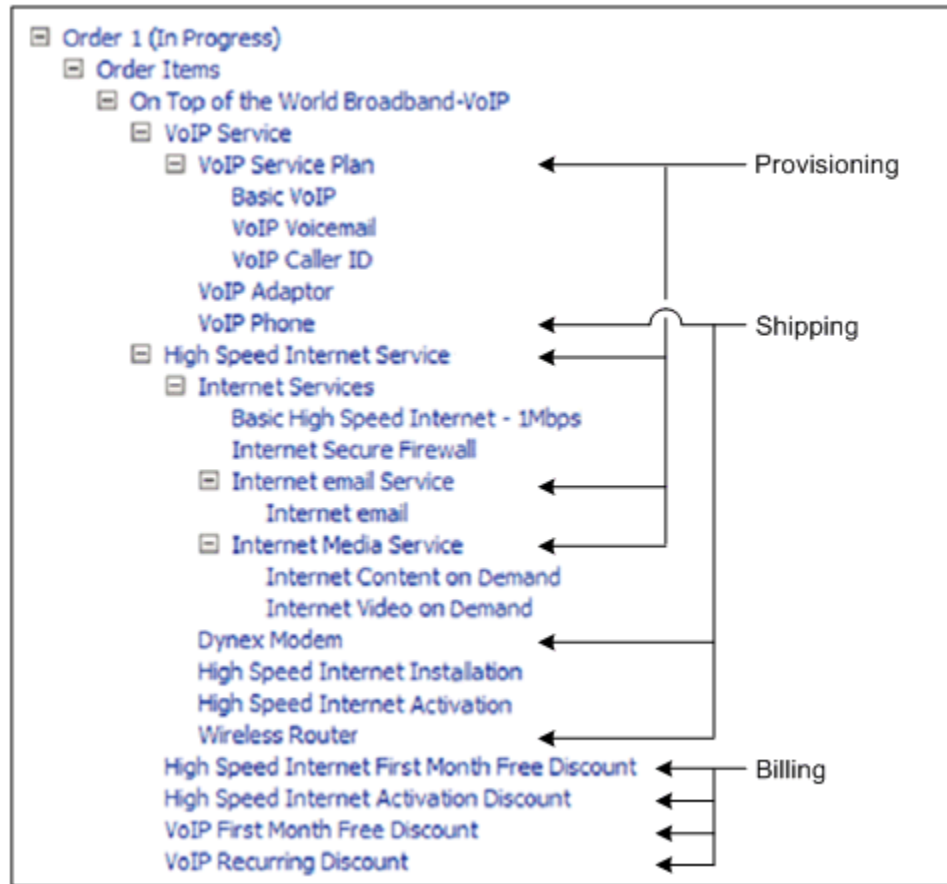 Order 1 (In Progress)
Order Items
On Top of the World Broadband-VoIP
VoIP Service
VoIP Service Plan
Provisioning
Basic VoIP
VoIP Voicemail
VoIP Caller ID
VoIP Adaptor
VoIP Phone
Shipping
High Speed Internet Service
Internet Services
Basic High Speed Internet - 1Mbps
Internet Secure Firewall
Internet email Service
Internet email
Internet Media Service
Internet Content on Demand
Internet Video on Demand
Dynex Modem
High Speed Internet Installation
High Speed Internet Activation
Wireless Router
High Speed Internet First Month Free Discount
Billing
High Speed Internet Activation Discount
VoIP First Month Free Discount
VoIP Recurring Discount